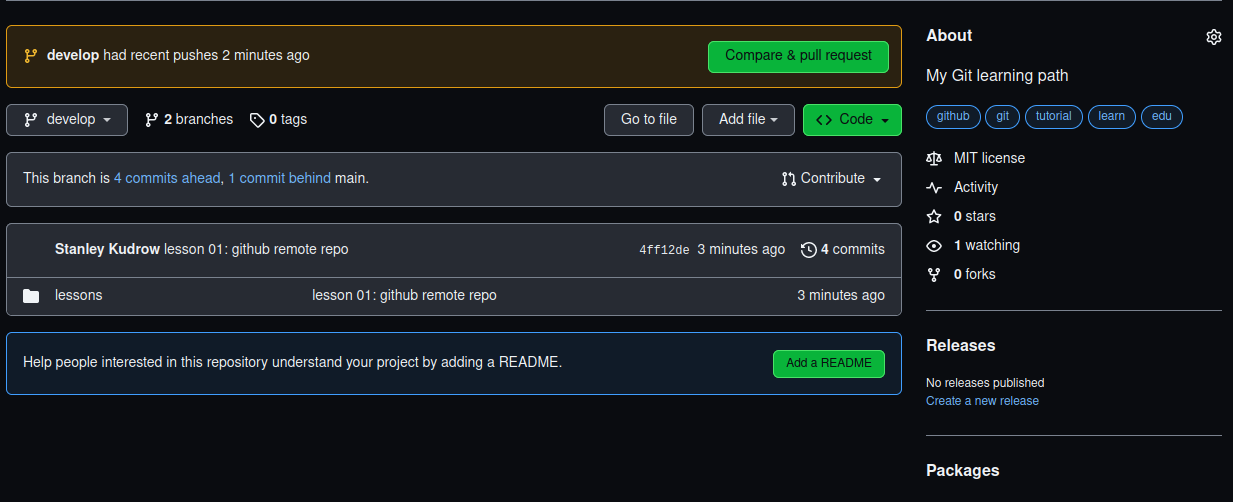 develop had recent pushes 2 minutes ago
Compare & pull request
develop
2 branches
0 tags
Go to file
Add file
Code
This branch is 4 commits ahead, 1 commit behind main.
Contribute
Stanley Kudrow lesson 01: github remote repo
4ff12de 3 minutes ago
4 commits
lessons
lesson 01: github remote repo
3 minutes ago
Help people interested in this repository understand your project by adding a README.
Add a README
About
My Git learning path
github git tutorial learn edu
MIT license
Activity
0 stars
1 watching
0 forks
Releases
No releases published
Create a new release
Packages